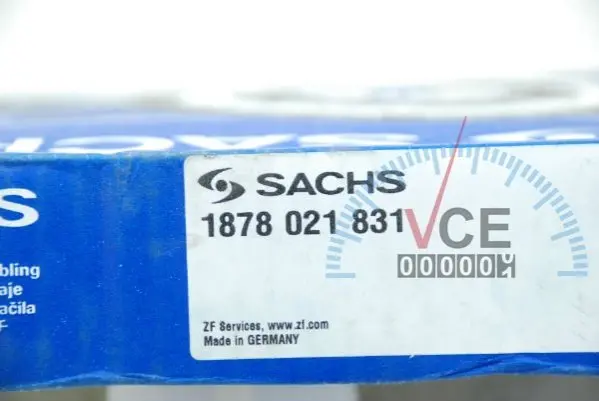 SACHS
1878 021 831
VCE
000000
S
bling
aje
ačila
ZF Services, www.zf.com
Made in GERMANY